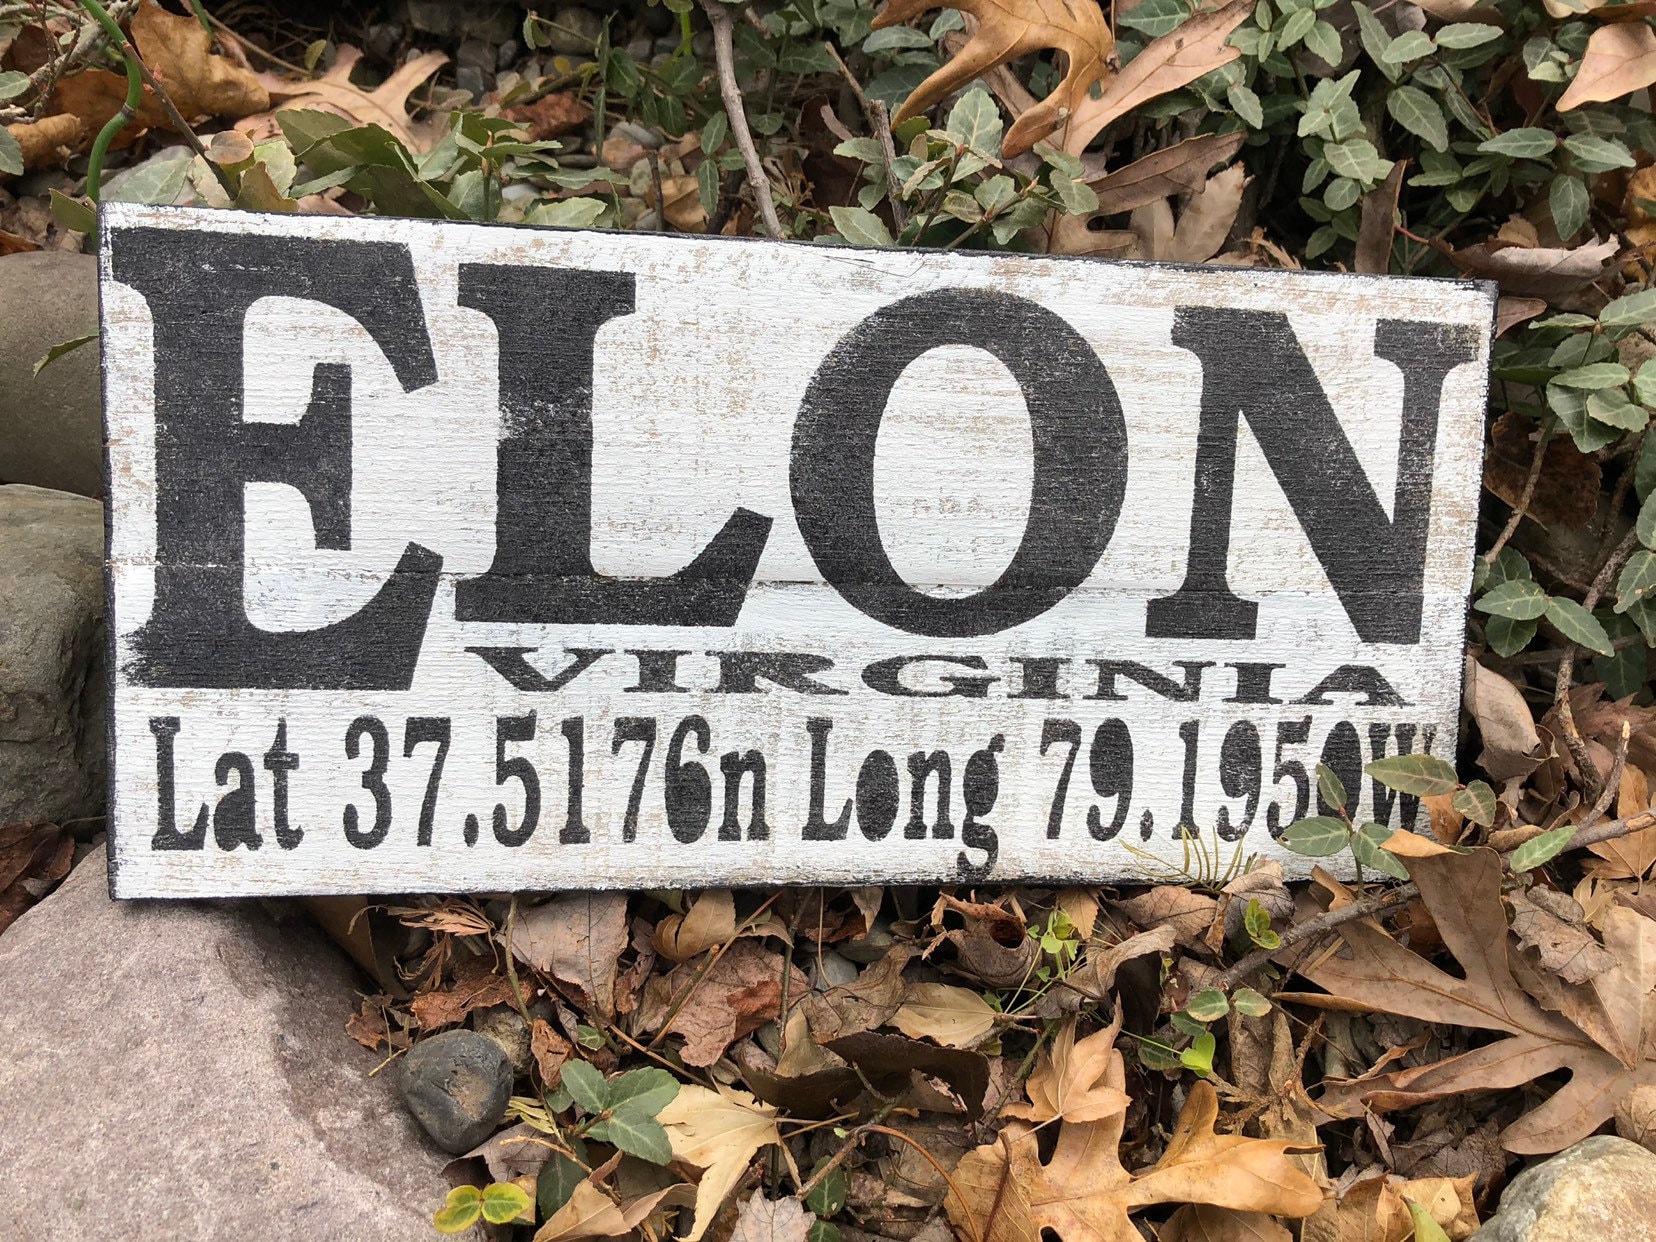 ELON
VIRGINIA
Lat 37.5176n Long 79.1950W